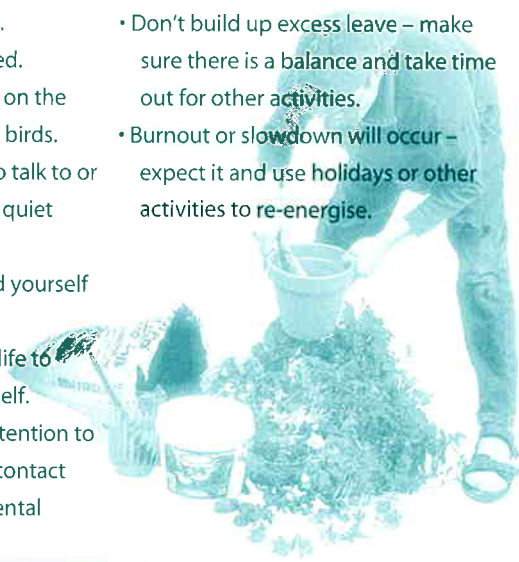 .
ed.
on the
birds.
o talk to or
quiet
d yourself
life to
elf.
tention to
contact
ental
• Don't build up excess leave – make
sure there is a balance and take time
out for other activities.
• Burnout or slowdown will occur –
expect it and use holidays or other
activities to re-energise.